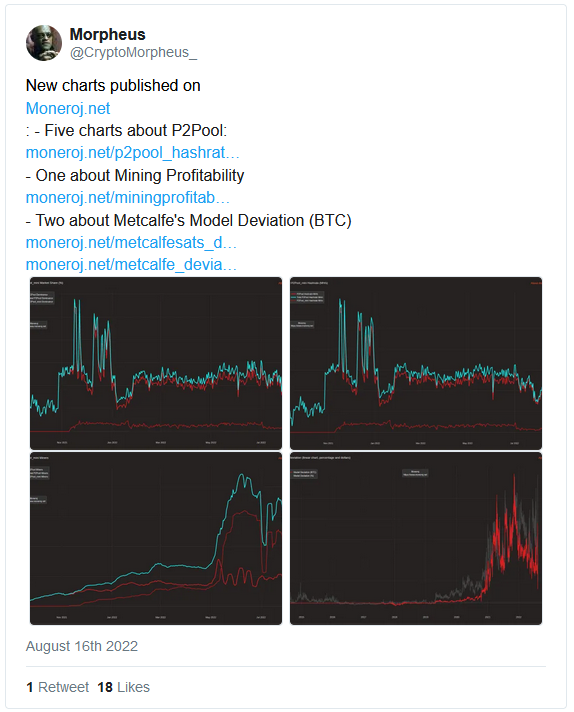 Morpheus
@CryptoMorpheus_
New charts published on
Moneroj.net
: - Five charts about P2Pool:
moneroj.net/p2pool_hashrat…
- One about Mining Profitability
moneroj.net/miningprofitab…
- Two about Metcalfe's Model Deviation (BTC)
moneroj.net/metcalfesats_d…
moneroj.net/metcalfe_devia…
August 16th 2022
1 Retweet 18 Likes